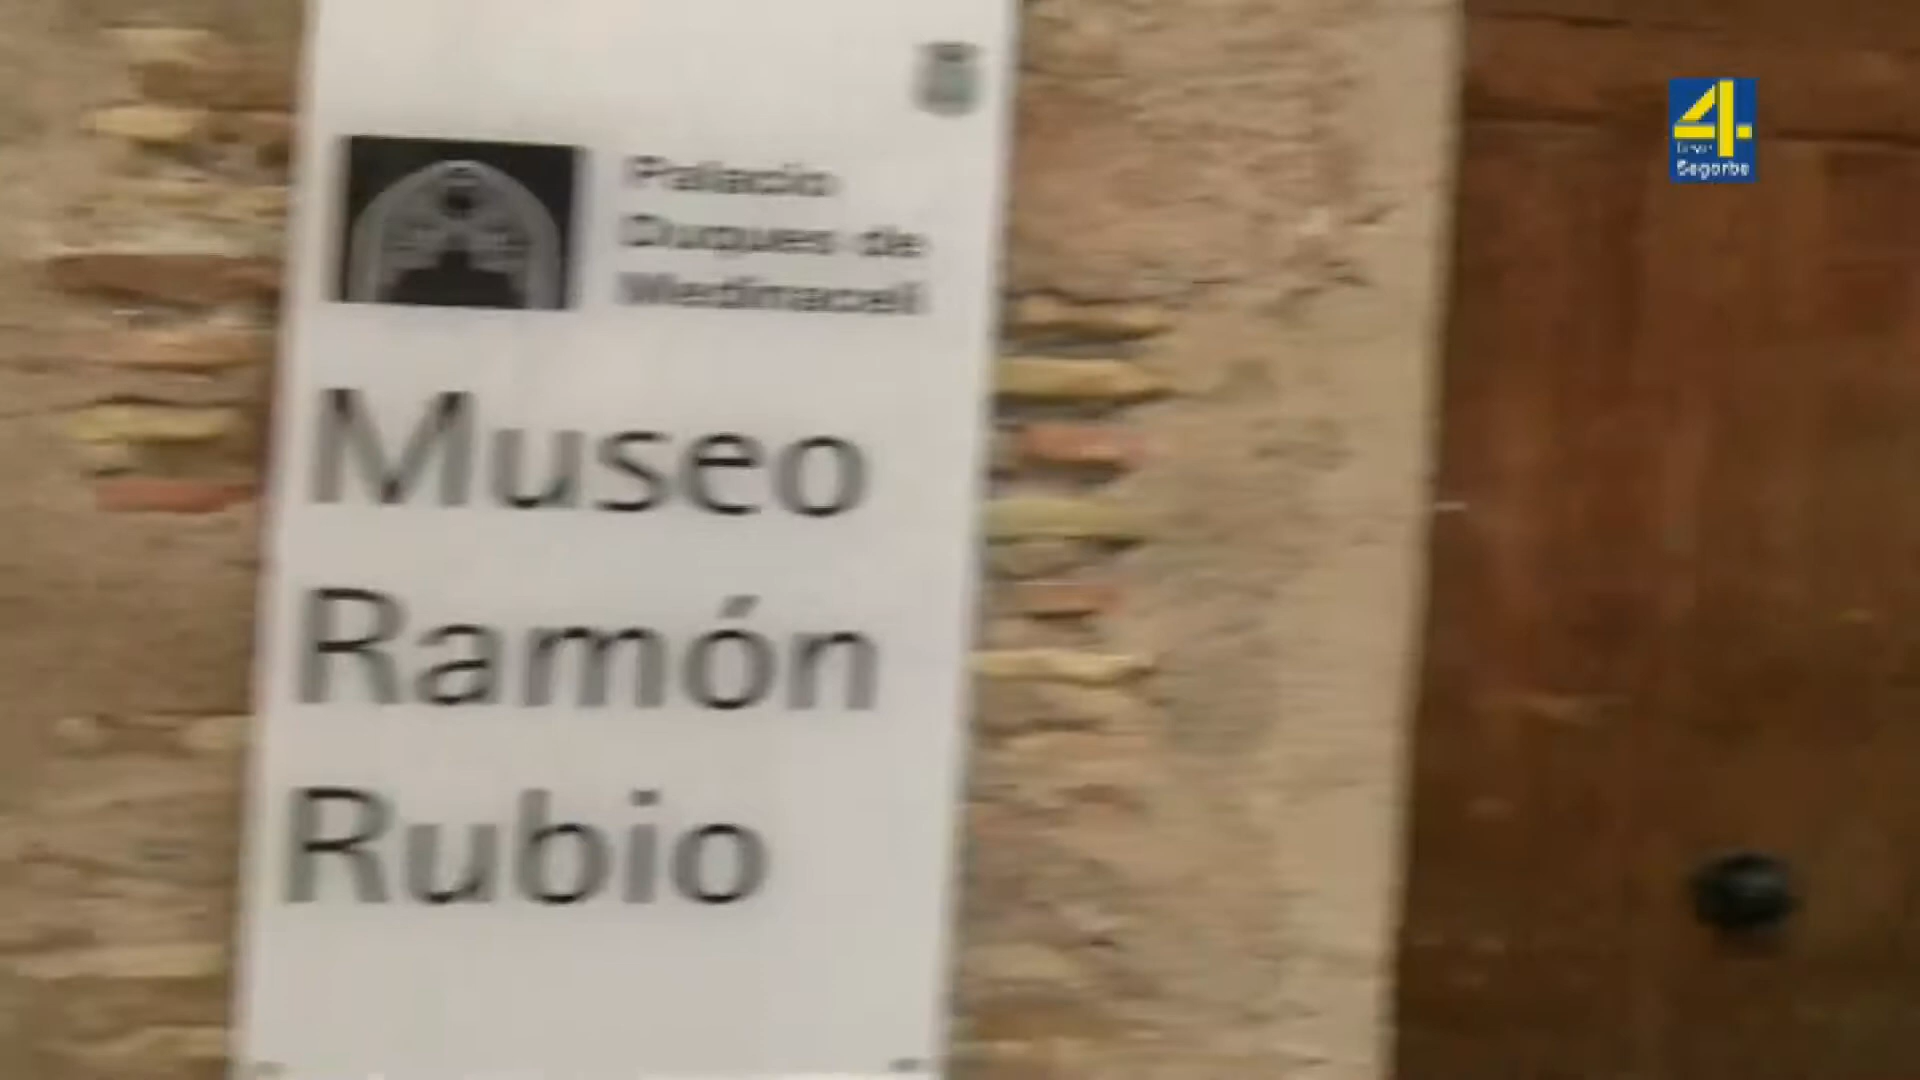 Palacio
Duques de
Medinaceli
Museo
Ramón
Rubio
4
Segorbe